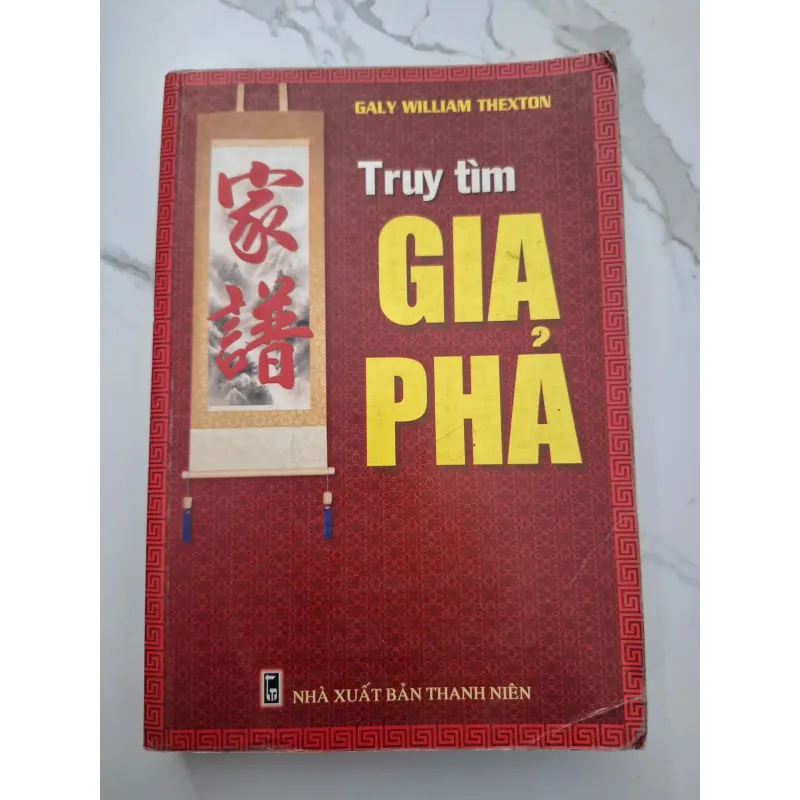 GALY WILLIAM THEXTON
Truy tìm
GIA
PHẢ
家
譜
NHÀ XUẤT BẢN THANH NIÊN